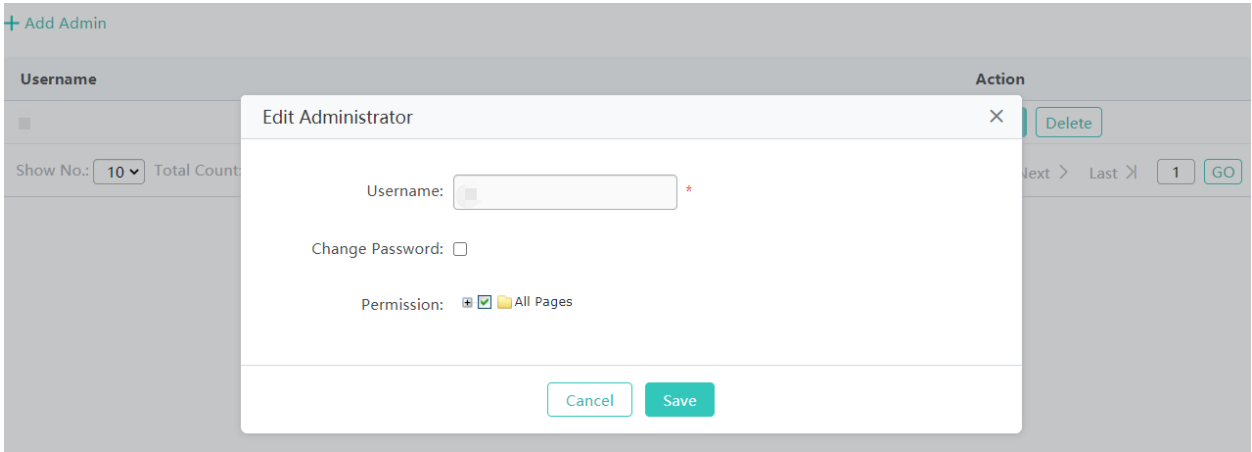 + Add Admin
Username Action
Edit Administrator
Delete
Show No.: 10 Total Count: Next > Last 1 GO
Username: *
Change Password:
Permission: All Pages
Cancel Save